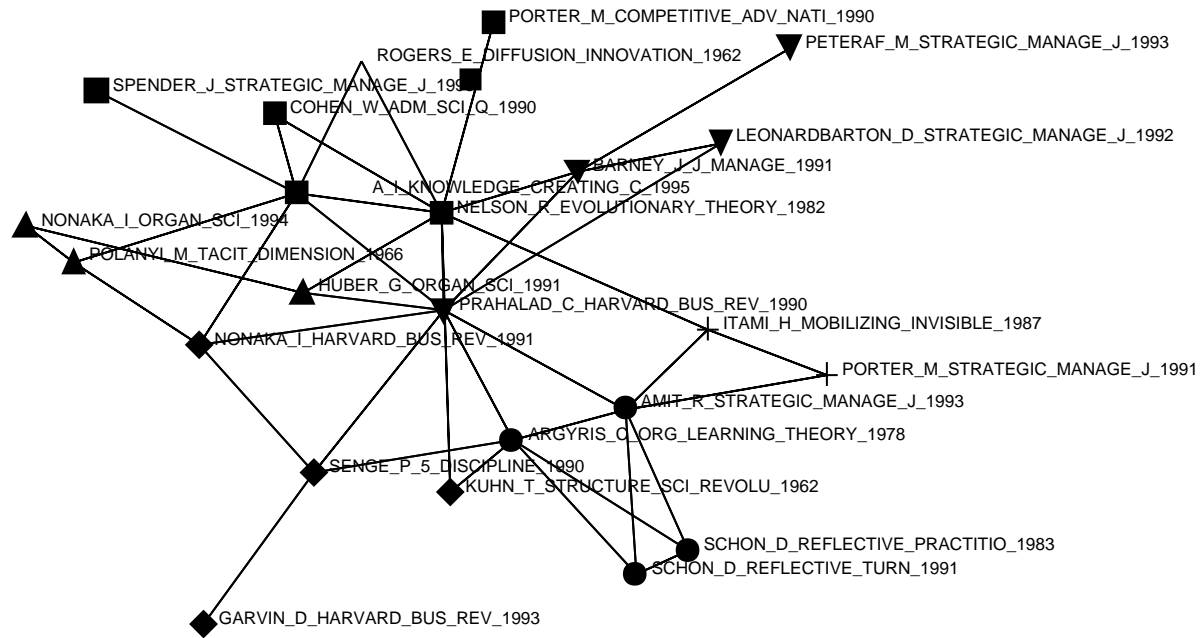 PORTER_M_COMPETITIVE_ADV_NATI_1990
PETERAF_M_STRATEGIC_MANAGE_J_1993
ROGERS_E_DIFFUSION_INNOVATION_1962
SPENDER_J_STRATEGIC_MANAGE_J_199
COHEN_W_ADM_SCI_Q_1990
LEONARDBARTON_D_STRATEGIC_MANAGE_J_1992
BARNEY_J_J_MANAGE_1991
A_I_KNOWLEDGE_CREATING_C_1995
NELSON_R_EVOLUTIONARY_THEORY_1982
NONAKA_I_ORGAN_SCI_1994
POLANYI_M_TACIT_DIMENSION_1966
HUBER_G_ORGAN_SCI_1991
PRAHALAD_C_HARVARD_BUS_REV_1990
ITAMI_H_MOBILIZING_INVISIBLE_1987
NONAKA_I_HARVARD_BUS_REV_1991
PORTER_M_STRATEGIC_MANAGE_J_1991
AMIT_R_STRATEGIC_MANAGE_J_1993
ARGYRIS_C_ORG_LEARNING_THEORY_1978
SENGE_P_5_DISCIPLINE_1990
KUHN_T_STRUCTURE_SCI_REVOLU_1962
SCHON_D_REFLECTIVE_PRACTITIO_1983
SCHON_D_REFLECTIVE_TURN_1991
GARVIN_D_HARVARD_BUS_REV_1993